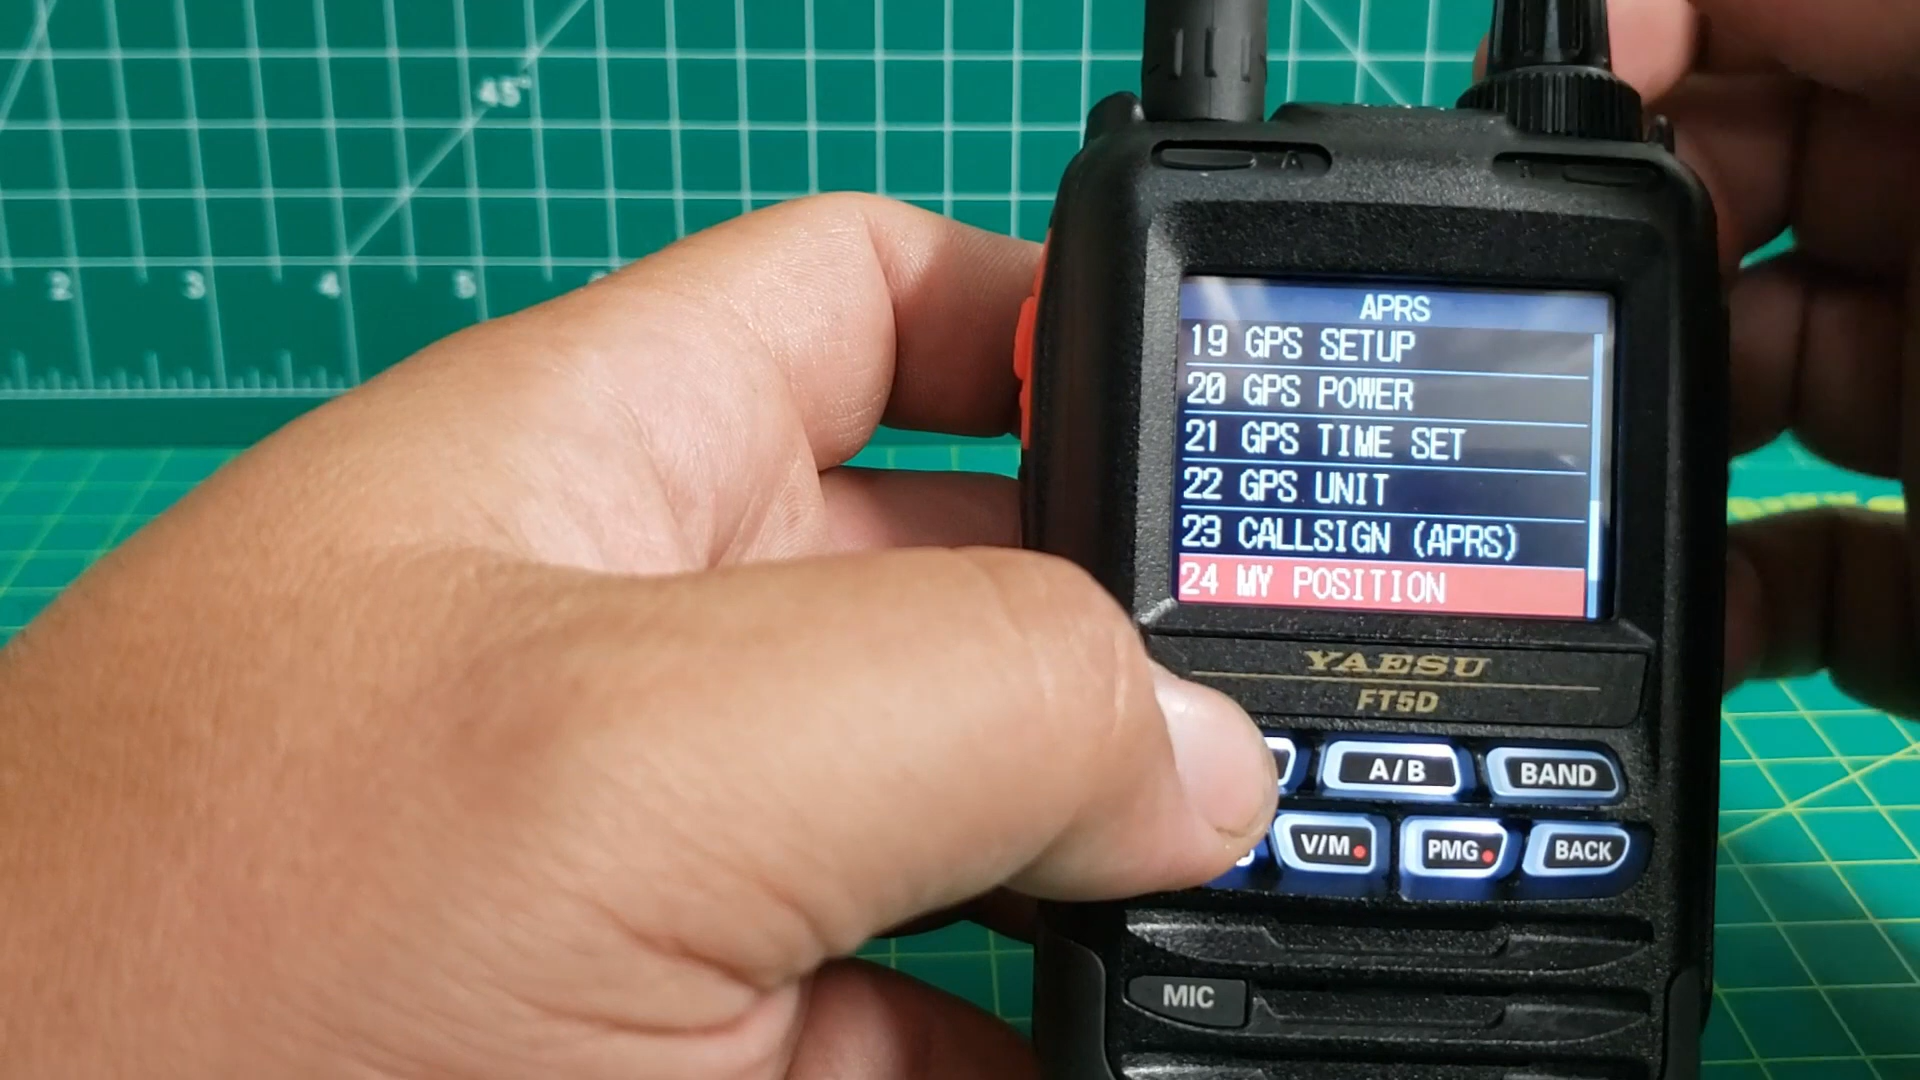 45°
2 3 4 5
A
APRS
19 GPS SETUP
20 GPS POWER
21 GPS TIME SET
22 GPS UNIT
23 CALLSIGN (APRS)
24 MY POSITION
YAESU
FT5D
A/B BAND
V/M PMG BACK
MIC